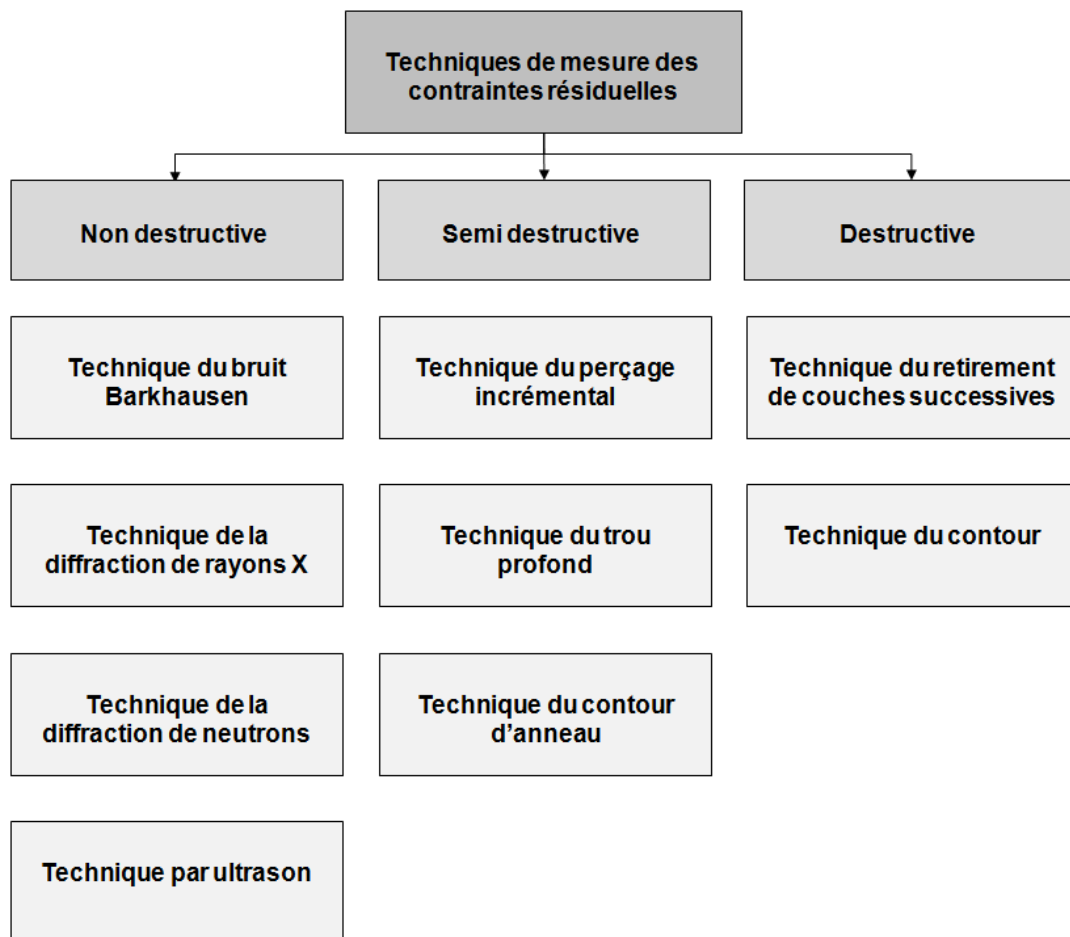 Techniques de mesure des
contraintes résiduelles
Non destructive
Semi destructive
Destructive
Technique du bruit
Barkhausen
Technique du perçage
incrémental
Technique du retirement
de couches successives
Technique de la
diffraction de rayons X
Technique du trou
profond
Technique du contour
Technique de la
diffraction de neutrons
Technique du contour
d'anneau
Technique par ultrason